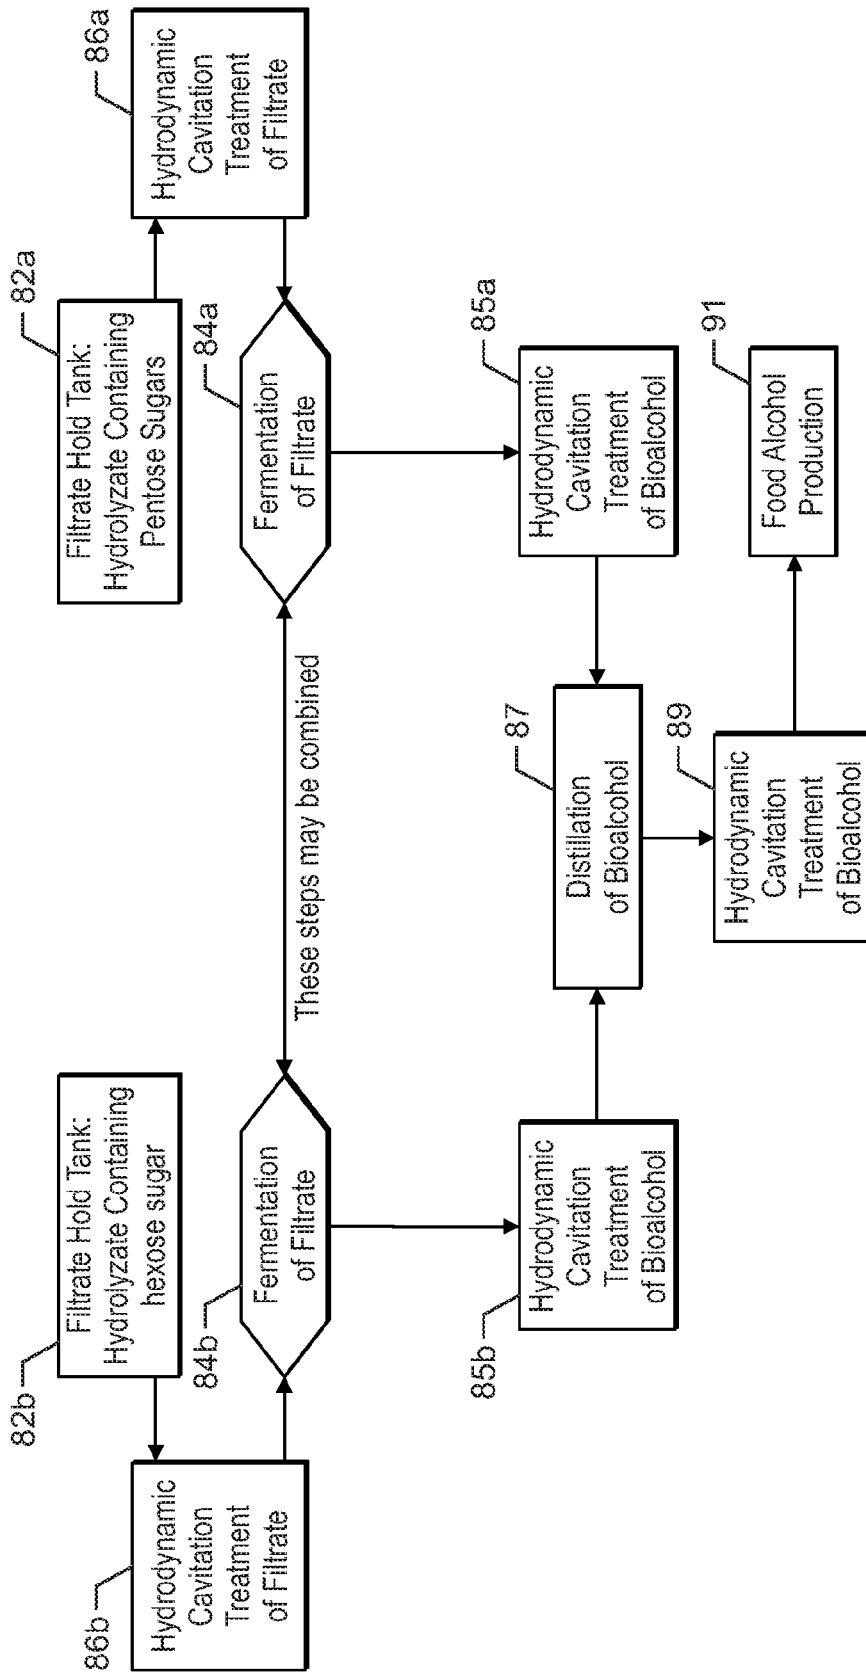 82b
Filtrate Hold Tank:
Hydrolyzate Containing
hexose sugar
82a
Filtrate Hold Tank:
Hydrolyzate Containing
Pentose Sugars
86b
Hydrodynamic
Cavitation
Treatment
of Filtrate
84b
Fermentation
of Filtrate
These steps may be combined
84a
Fermentation
of Filtrate
86a
Hydrodynamic
Cavitation
Treatment
of Filtrate
85b
Hydrodynamic
Cavitation
Treatment
of Bioalcohol
87
Distillation
of Bioalcohol
85a
Hydrodynamic
Cavitation
Treatment
of Bioalcohol
89
Hydrodynamic
Cavitation
Treatment
of Bioalcohol
91
Food Alcohol
Production